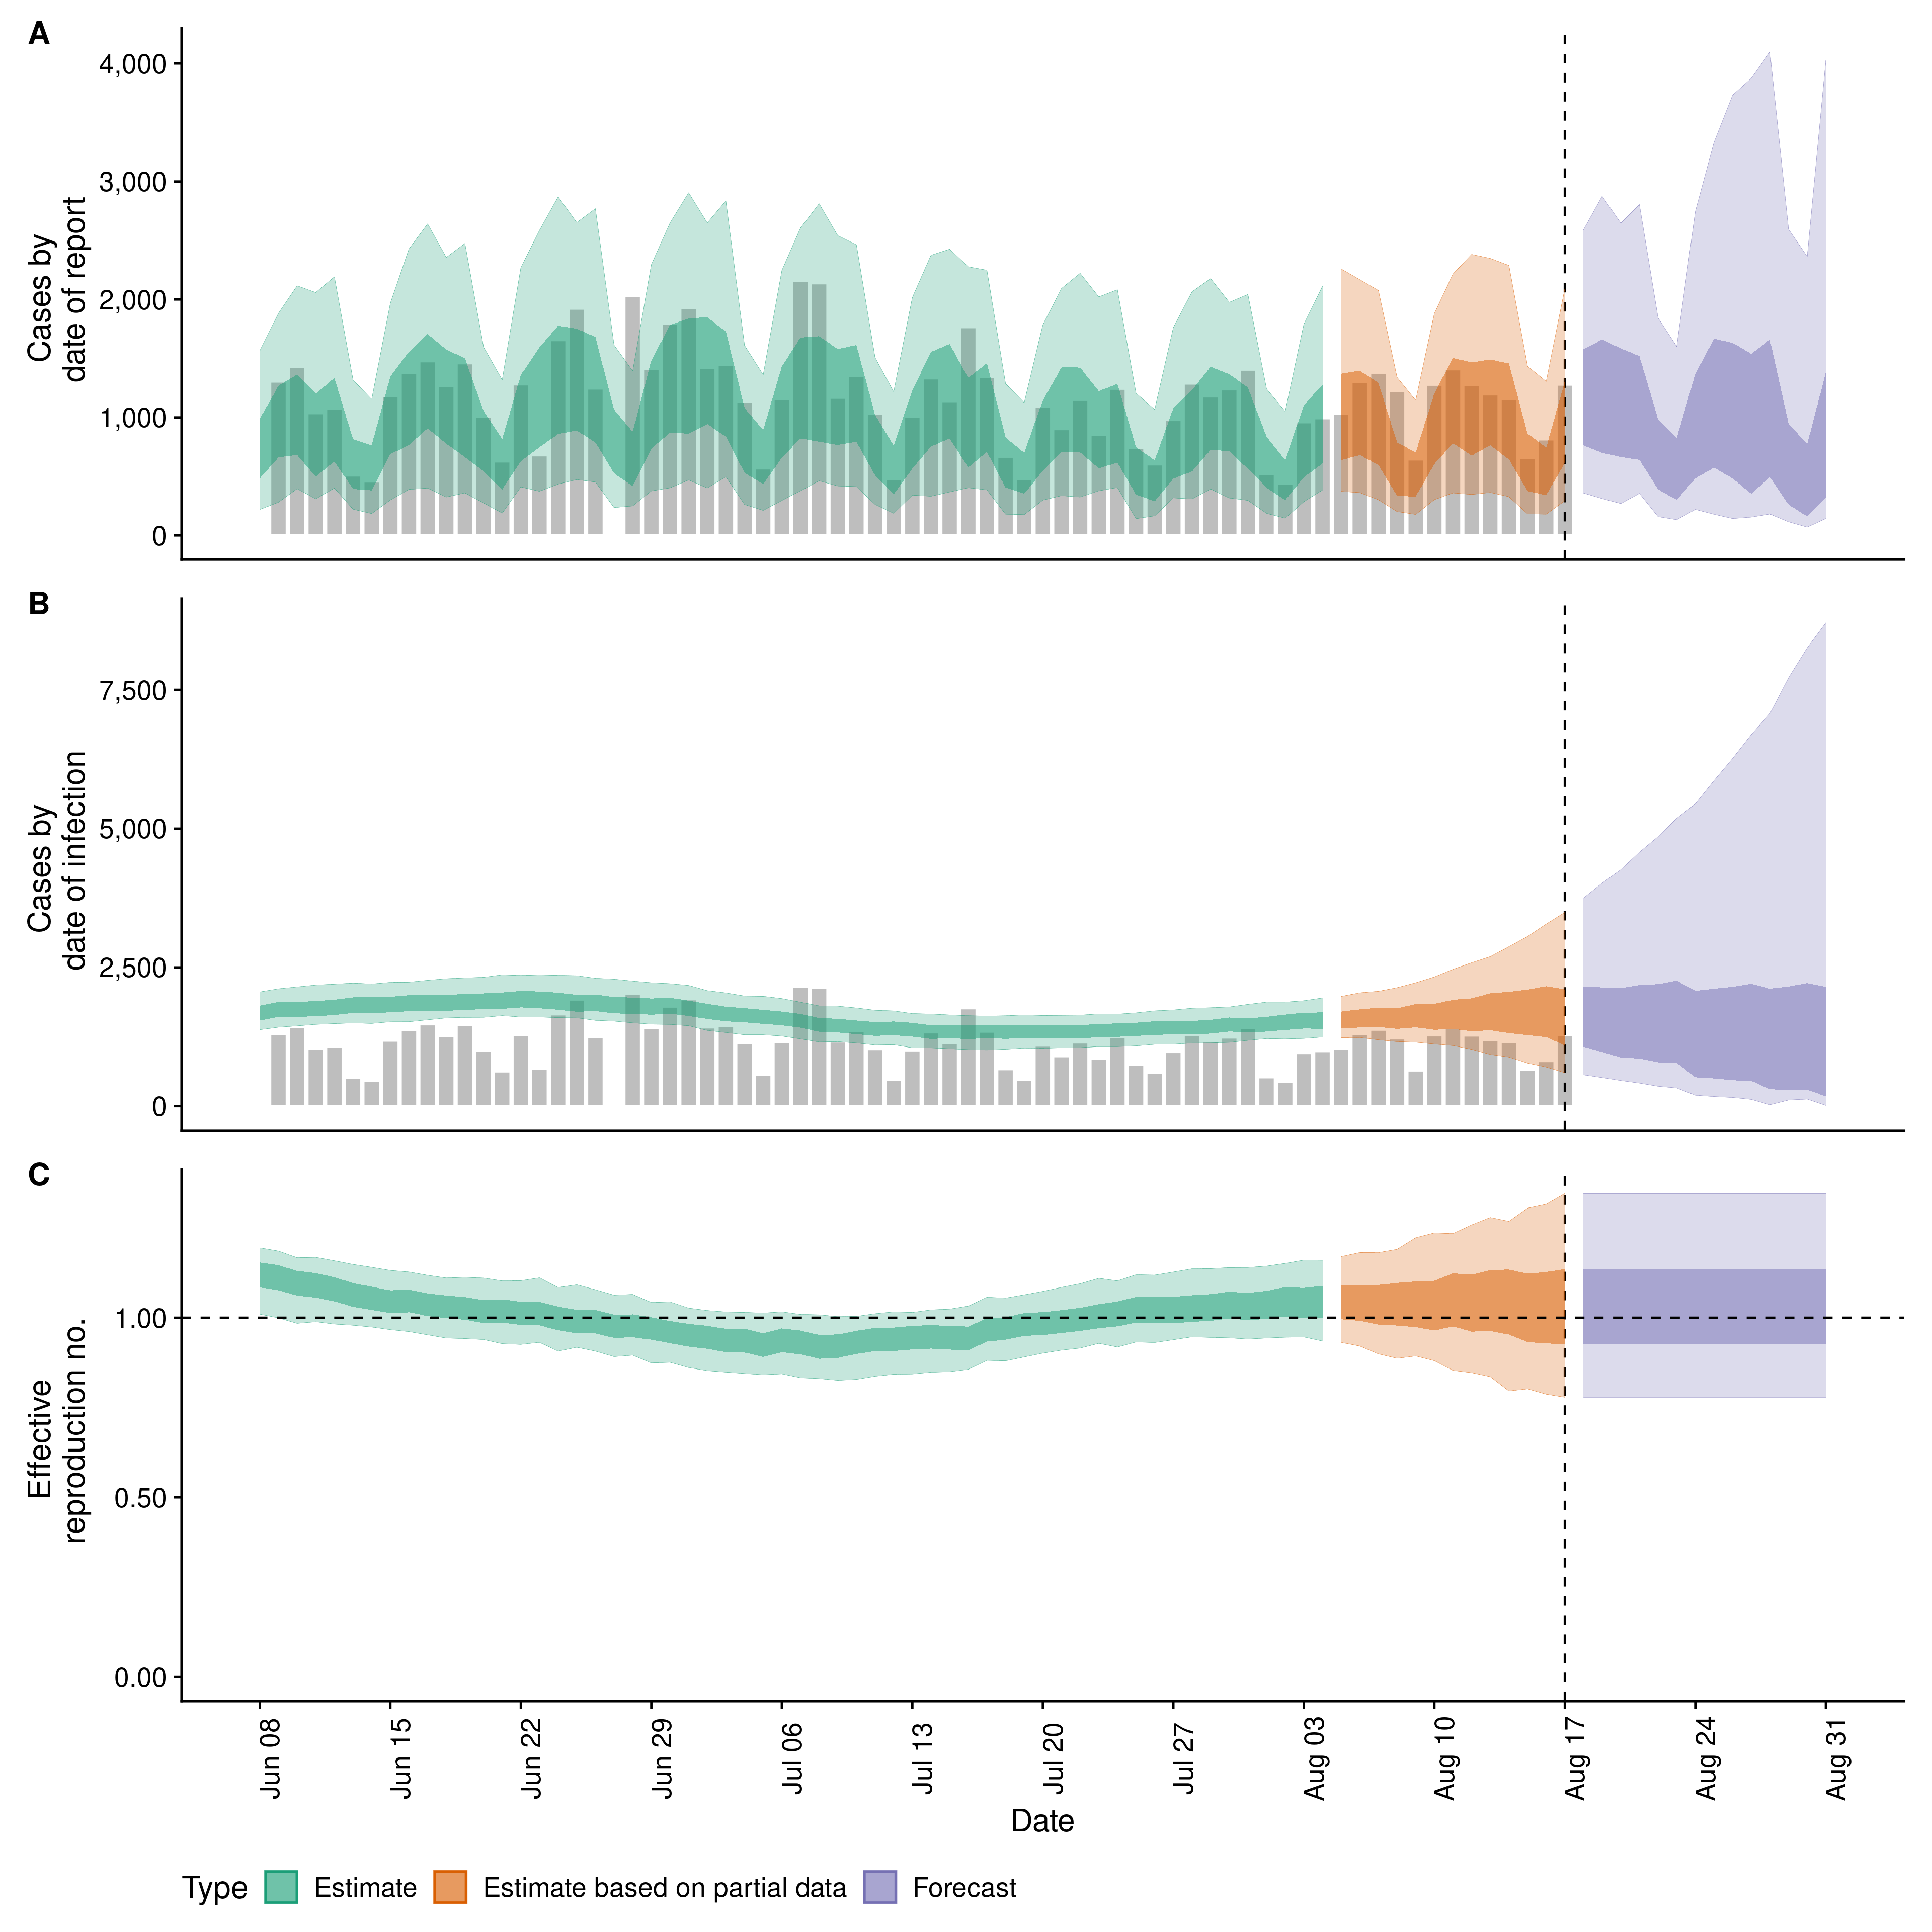 A
4,000
3,000
2,000
1,000
0
Cases by
date of report
B
7,500
5,000
2,500
0
Cases by
date of infection
C
1.00
0.50
0.00
Effective
reproduction no.
Jun 08
Jun 15
Jun 22
Jun 29
Jul 06
Jul 13
Jul 20
Jul 27
Aug 03
Aug 10
Aug 17
Aug 24
Aug 31
Date
Type Estimate Estimate based on partial data Forecast